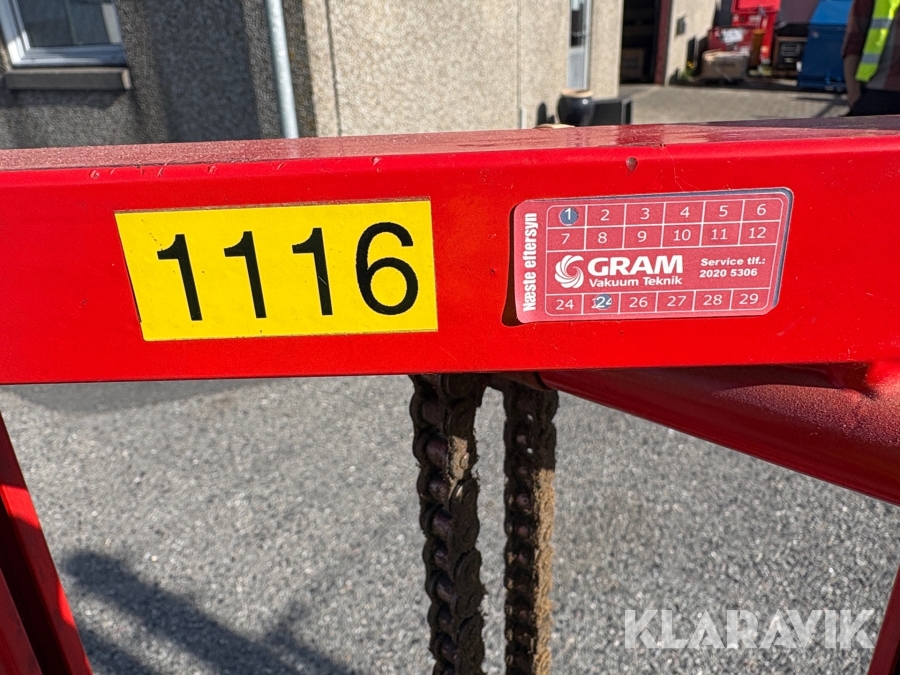 1116
Næste eftersyn
1 2 3 4 5 6
7 8 9 10 11 12
GRAM
Vakuum Teknik
Service tlf.:
2020 5306
24 24 26 27 28 29
KLARAVIK